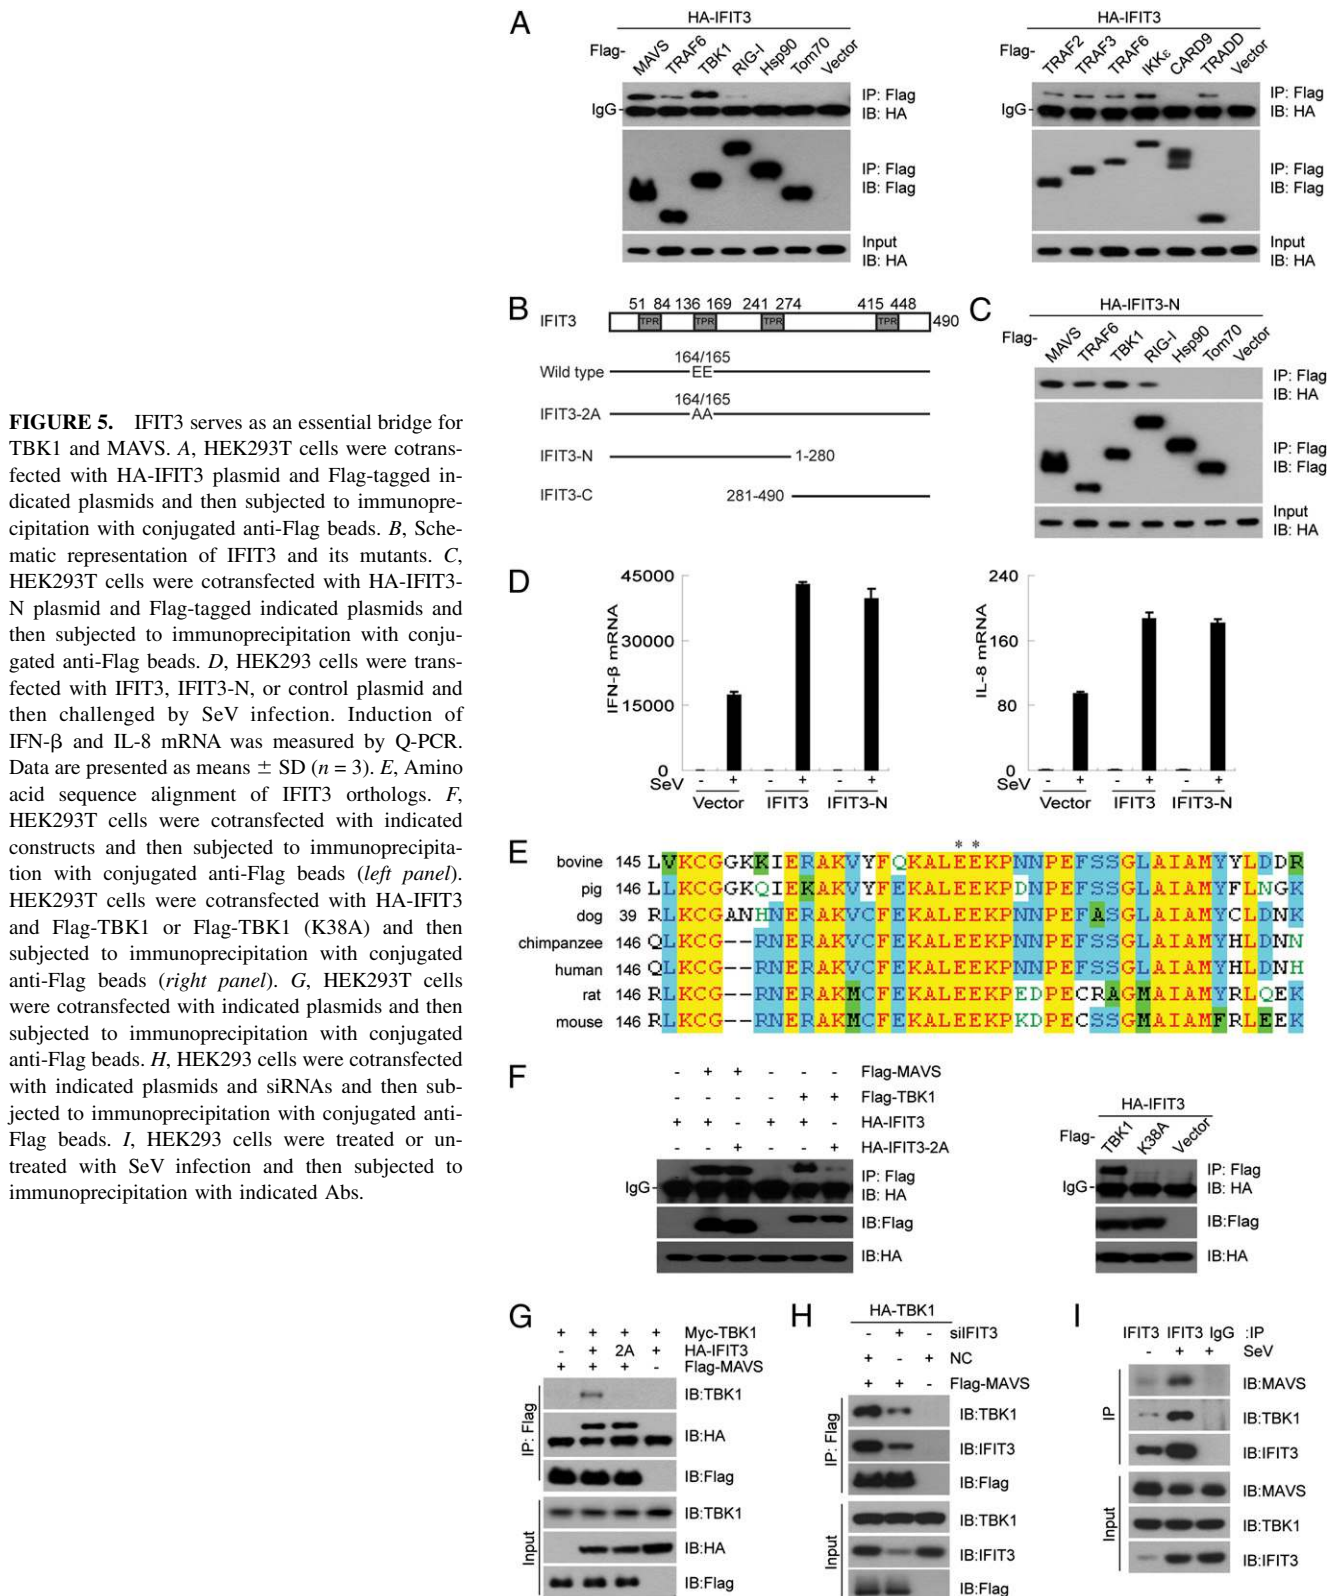 FIGURE 5. IFIT3 serves as an essential bridge for
TBK1 and MAVS. A, HEK293T cells were cotrans-
fected with HA-IFIT3 plasmid and Flag-tagged in-
dicated plasmids and then subjected to immunopre-
cipitation with conjugated anti-Flag beads. B, Sche-
matic representation of IFIT3 and its mutants. C,
HEK293T cells were cotransfected with HA-IFIT3-
N plasmid and Flag-tagged indicated plasmids and
then subjected to immunoprecipitation with conju-
gated anti-Flag beads. D, HEK293 cells were trans-
fected with IFIT3, IFIT3-N, or control plasmid and
then challenged by SeV infection. Induction of
IFN-β and IL-8 mRNA was measured by Q-PCR.
Data are presented as means ± SD (n = 3). E, Amino
acid sequence alignment of IFIT3 orthologs. F,
HEK293T cells were cotransfected with indicated
constructs and then subjected to immunoprecipita-
tion with conjugated anti-Flag beads (left panel).
HEK293T cells were cotransfected with HA-IFIT3
and Flag-TBK1 or Flag-TBK1 (K38A) and then
subjected to immunoprecipitation with conjugated
anti-Flag beads (right panel). G, HEK293T cells
were cotransfected with indicated plasmids and then
subjected to immunoprecipitation with conjugated
anti-Flag beads. H, HEK293 cells were cotransfected
with indicated plasmids and siRNAs and then sub-
jected to immunoprecipitation with conjugated anti-
Flag beads. I, HEK293 cells were treated or un-
treated with SeV infection and then subjected to
immunoprecipitation with indicated Abs.
A
HA-IFIT3
Flag- MAVS TRAF6 TBK1 RIG-I Hsp90 Tom70 Vector
IgG
IP: Flag
IB: HA
IP: Flag
IB: Flag
Input
IB: HA
HA-IFIT3
Flag- TRAF2 TRAF3 TRAF6 IKKε CARD9 TRADD Vector
IgG
IP: Flag
IB: HA
IP: Flag
IB: Flag
Input
IB: HA
B
51 84 136 169 241 274 415 448
IFIT3 TPR TPR TPR TPR 490
164/165
Wild type EE
164/165
IFIT3-2A AA
IFIT3-N 1-280
IFIT3-C 281-490
C
HA-IFIT3-N
Flag- MAVS TRAF6 TBK1 RIG-I Hsp90 Tom70 Vector
IP: Flag
IB: HA
IP: Flag
IB: Flag
Input
IB: HA
D
IFN-β mRNA
45000
30000
15000
0
SeV - + - + - +
Vector IFIT3 IFIT3-N
IL-8 mRNA
240
160
80
0
SeV - + - + - +
Vector IFIT3 IFIT3-N
E
* *
bovine 145 LVKCGGKKIERAKVYFQKALEEKPNNPEFSSGLAIAMYYLDDR
pig 146 LLKCGGKQIEKAKVYFEKALEEKPDNPEFSSGLAIAMYFLNGK
dog 39 RLKCGANHNERAKVCFEKALEEKPNNPEFASGLAIAMYCLDNK
chimpanzee 146 QLKCG--RNERAKVCFEKALEEKPNNPEFSSGLAIAMYHLDNN
human 146 QLKCG--RNERAKVCFEKALEEKPNNPEFSSGLAIAMYHLDNH
rat 146 RLKCG--RNERAKMCFEKALEEKPEDPECRAGMAIAMYRLQEK
mouse 146 RLKCG--RNERAKMCFEKALEEKPKDPECSSGMAIAMFRLEEK
F
- + + - - - Flag-MAVS
- - - - + + Flag-TBK1
+ + - + + - HA-IFIT3
- - + - - + HA-IFIT3-2A
IgG
IP: Flag
IB: HA
IB:Flag
IB:HA
HA-IFIT3
Flag- TBK1 K38A Vector
IgG
IP: Flag
IB: HA
IB:Flag
IB:HA
G
+ + + + Myc-TBK1
- + 2A + HA-IFIT3
+ + + - Flag-MAVS
IP: Flag
IB:TBK1
IB:HA
IB:Flag
Input
IB:TBK1
IB:HA
IB:Flag
H
HA-TBK1
- + - siIFIT3
+ - + NC
+ + - Flag-MAVS
IP: Flag
IB:TBK1
IB:IFIT3
IB:Flag
Input
IB:TBK1
IB:IFIT3
IB:Flag
I
IFIT3 IFIT3 IgG :IP
- + + SeV
IP
IB:MAVS
IB:TBK1
IB:IFIT3
Input
IB:MAVS
IB:TBK1
IB:IFIT3